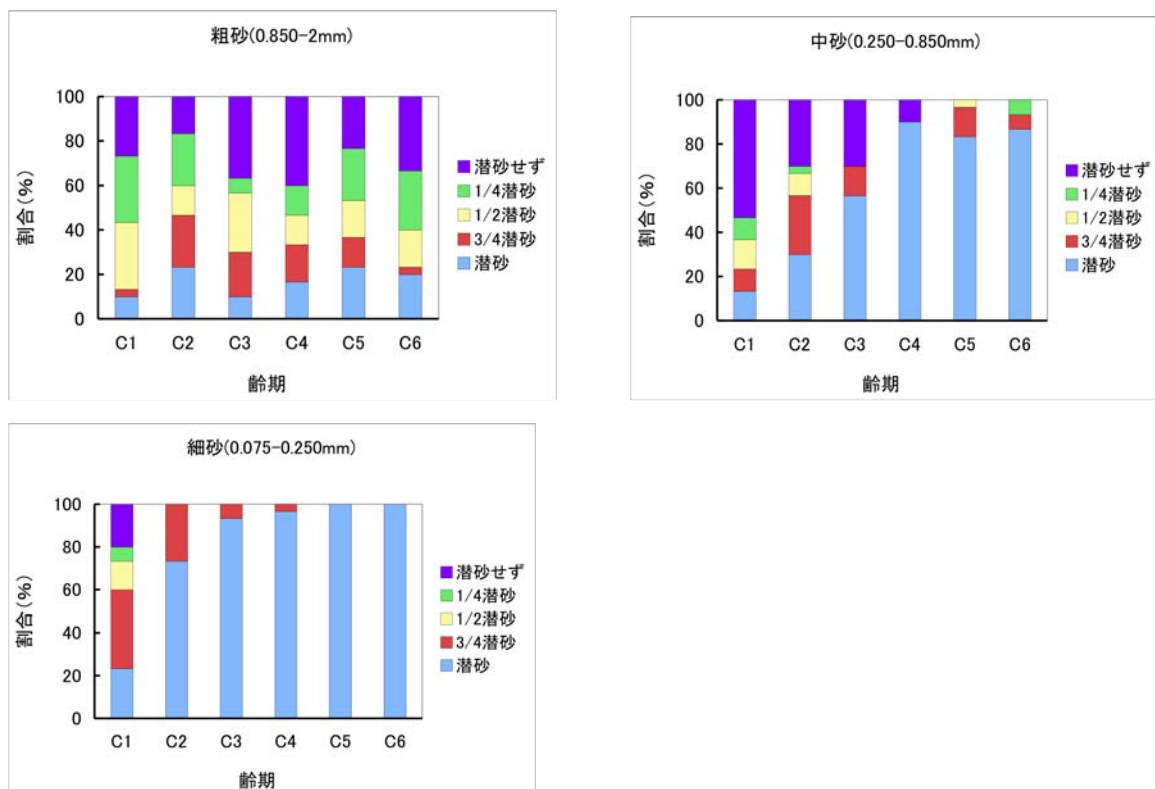 粗砂(0.850-2mm)
100
80
60
40
20
0
割合(%)
C1 C2 C3 C4 C5 C6
齢期
潜砂せず
1/4潜砂
1/2潜砂
3/4潜砂
潜砂
中砂(0.250-0.850mm)
100
80
60
40
20
0
割合(%)
C1 C2 C3 C4 C5 C6
齢期
潜砂せず
1/4潜砂
1/2潜砂
3/4潜砂
潜砂
細砂(0.075-0.250mm)
100
80
60
40
20
0
割合(%)
C1 C2 C3 C4 C5 C6
齢期
潜砂せず
1/4潜砂
1/2潜砂
3/4潜砂
潜砂